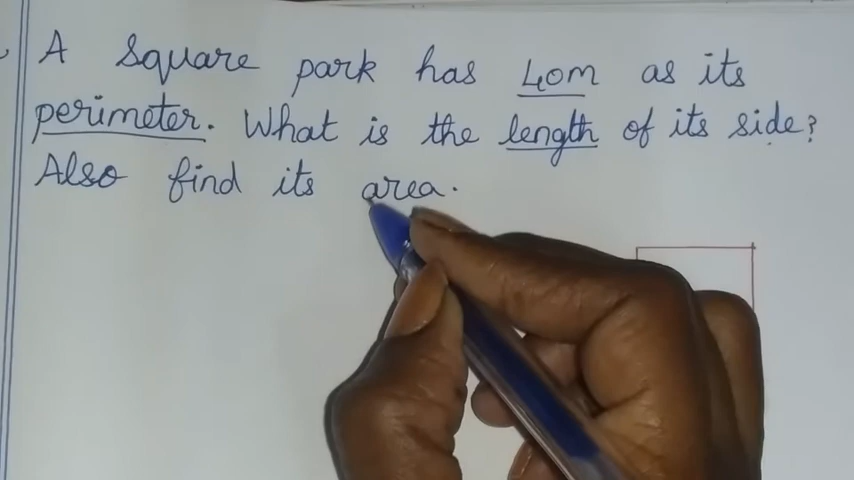 A square park has 40m as its
perimeter. What is the length of its side?
Also find its area.